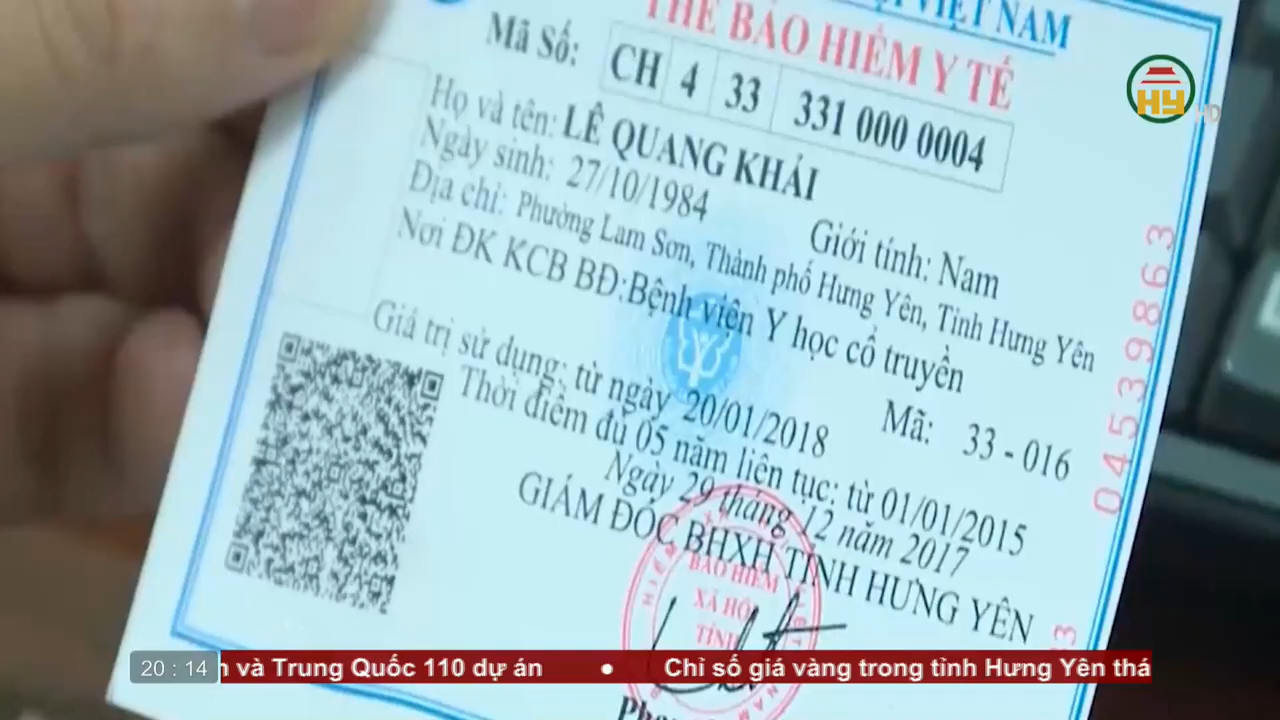 VIỆT NAM
THẺ BẢO HIỂM Y TẾ
Mã Số: CH 4 33 331 000 0004
Họ và tên: LÊ QUANG KHẢI
Ngày sinh: 27/10/1984
Giới tính: Nam
Địa chỉ: Phường Lam Sơn, Thành phố Hưng Yên, Tỉnh Hưng Yên
Nơi ĐK KCB BĐ: Bệnh viện Y học cổ truyền
Mã: 33 - 016
Giá trị sử dụng: từ ngày 20/01/2018
Thời điểm đủ 05 năm liên tục: từ 01/01/2015
Ngày 29 tháng 12 năm 2017
GIÁM ĐỐC BHXH TỈNH HƯNG YÊN
BẢO HIỂM
XÃ HỘI
TỈNH
04539863
HY HD
20 : 14
và Trung Quốc 110 dự án • Chỉ số giá vàng trong tỉnh Hưng Yên